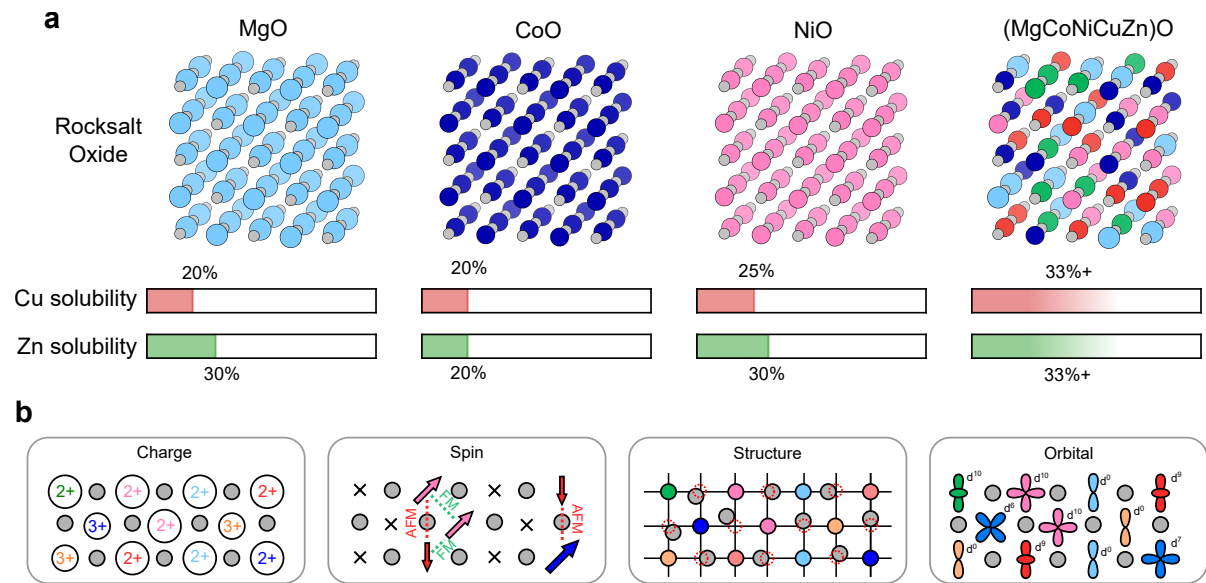 a
MgO
CoO
NiO
(MgCoNiCuZn)O
Rocksalt
Oxide
20%
20%
25%
33%+
Cu solubility
Zn solubility
30%
20%
30%
33%+
b
Charge
2+ 2+ 2+ 2+
3+ 2+ 3+
3+ 2+ 2+ 2+
Spin
FM
AFM
FM
AFM
Structure
Orbital
d10 d10 d0 d9
d6 d10 d0
d0 d9 d0 d7